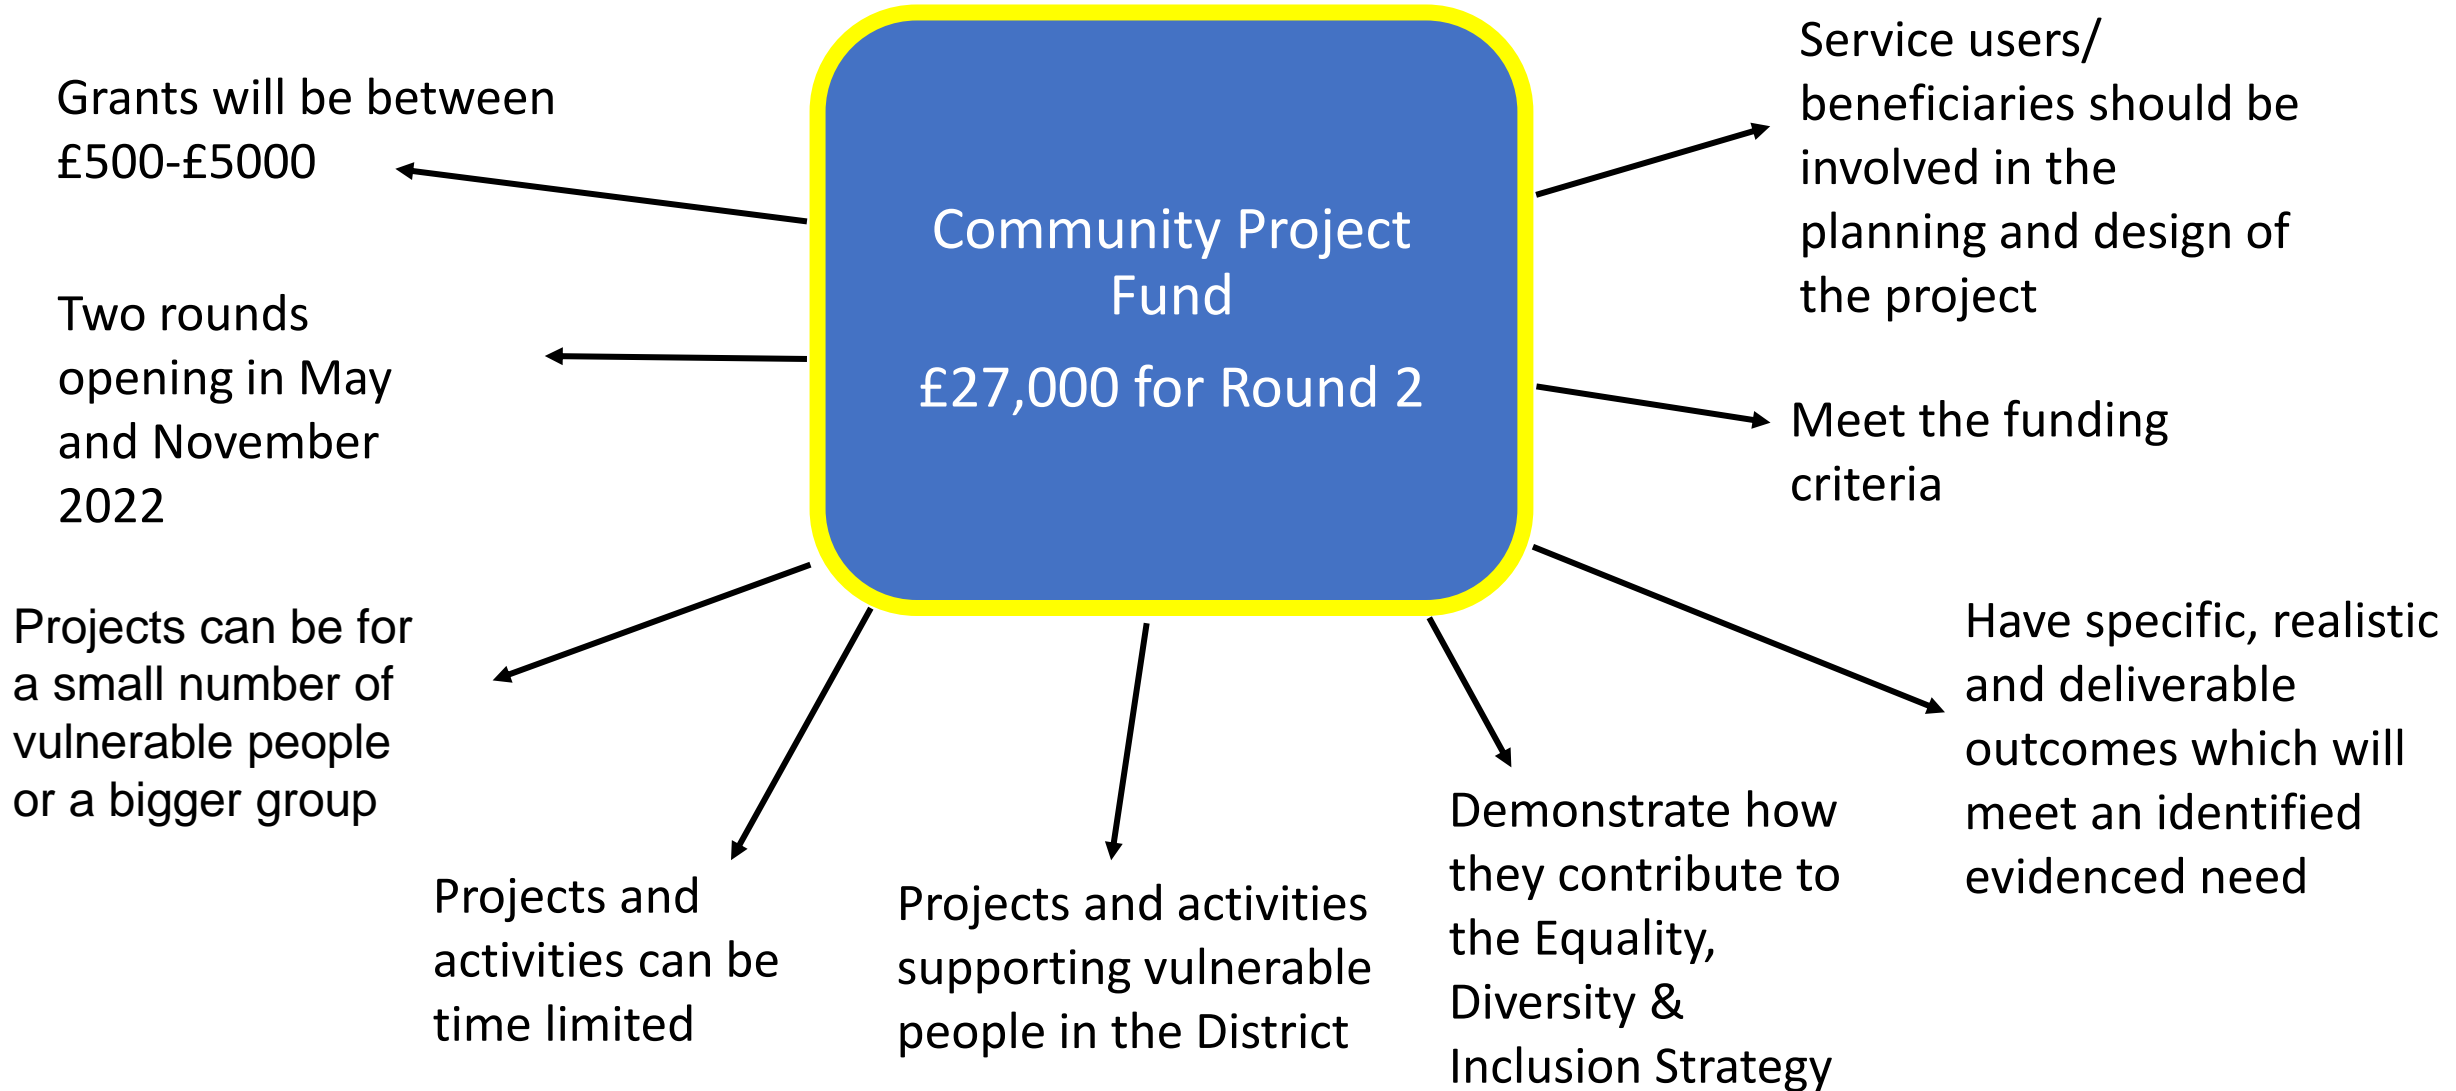 Grants will be between
£500-£5000
Two rounds
opening in May
and November
2022
Projects can be for
a small number of
vulnerable people
or a bigger group
Community Project
Fund
£27,000 for Round 2
Projects and
activities can be
time limited
Projects and activities
supporting vulnerable
people in the District
Demonstrate how
they contribute to
the Equality,
Diversity &
Inclusion Strategy
Service users/
beneficiaries should be
involved in the
planning and design of
the project
Meet the funding
criteria
Have specific, realistic
and deliverable
outcomes which will
meet an identified
evidenced need